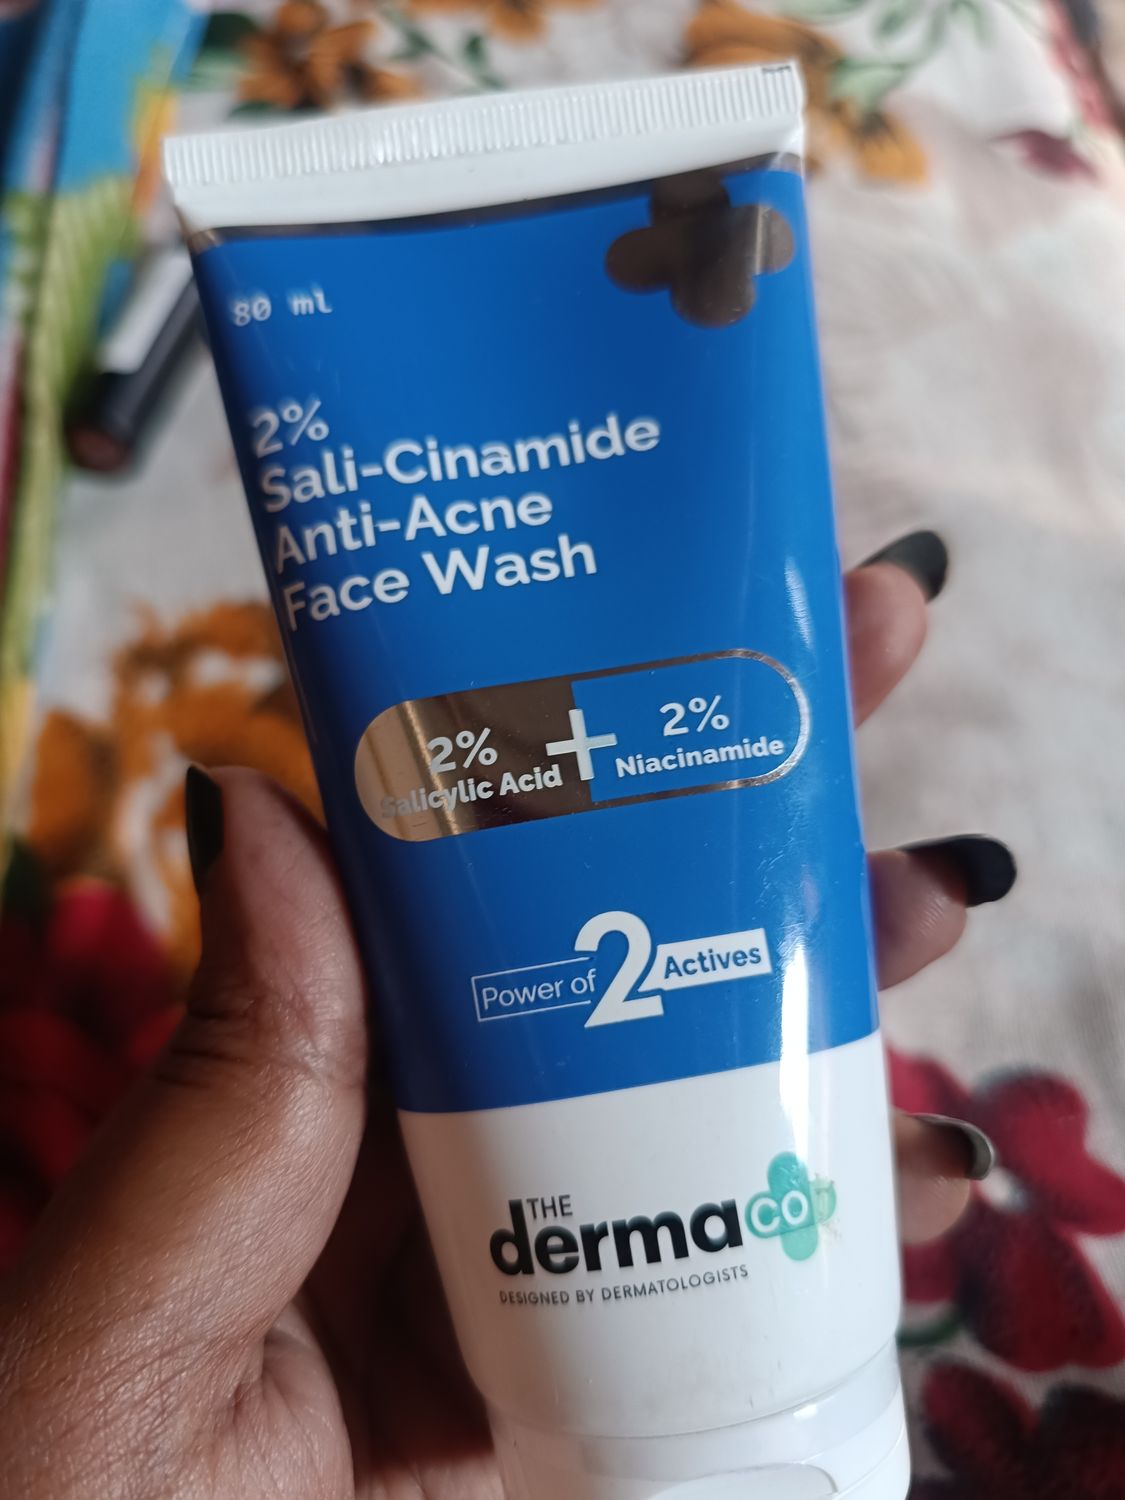 80 ml
2%
Sali-Cinamide
Anti-Acne
Face Wash
2%
Salicylic Acid
+
2%
Niacinamide
Power of 2 Actives
THE
derma co
DESIGNED BY DERMATOLOGISTS